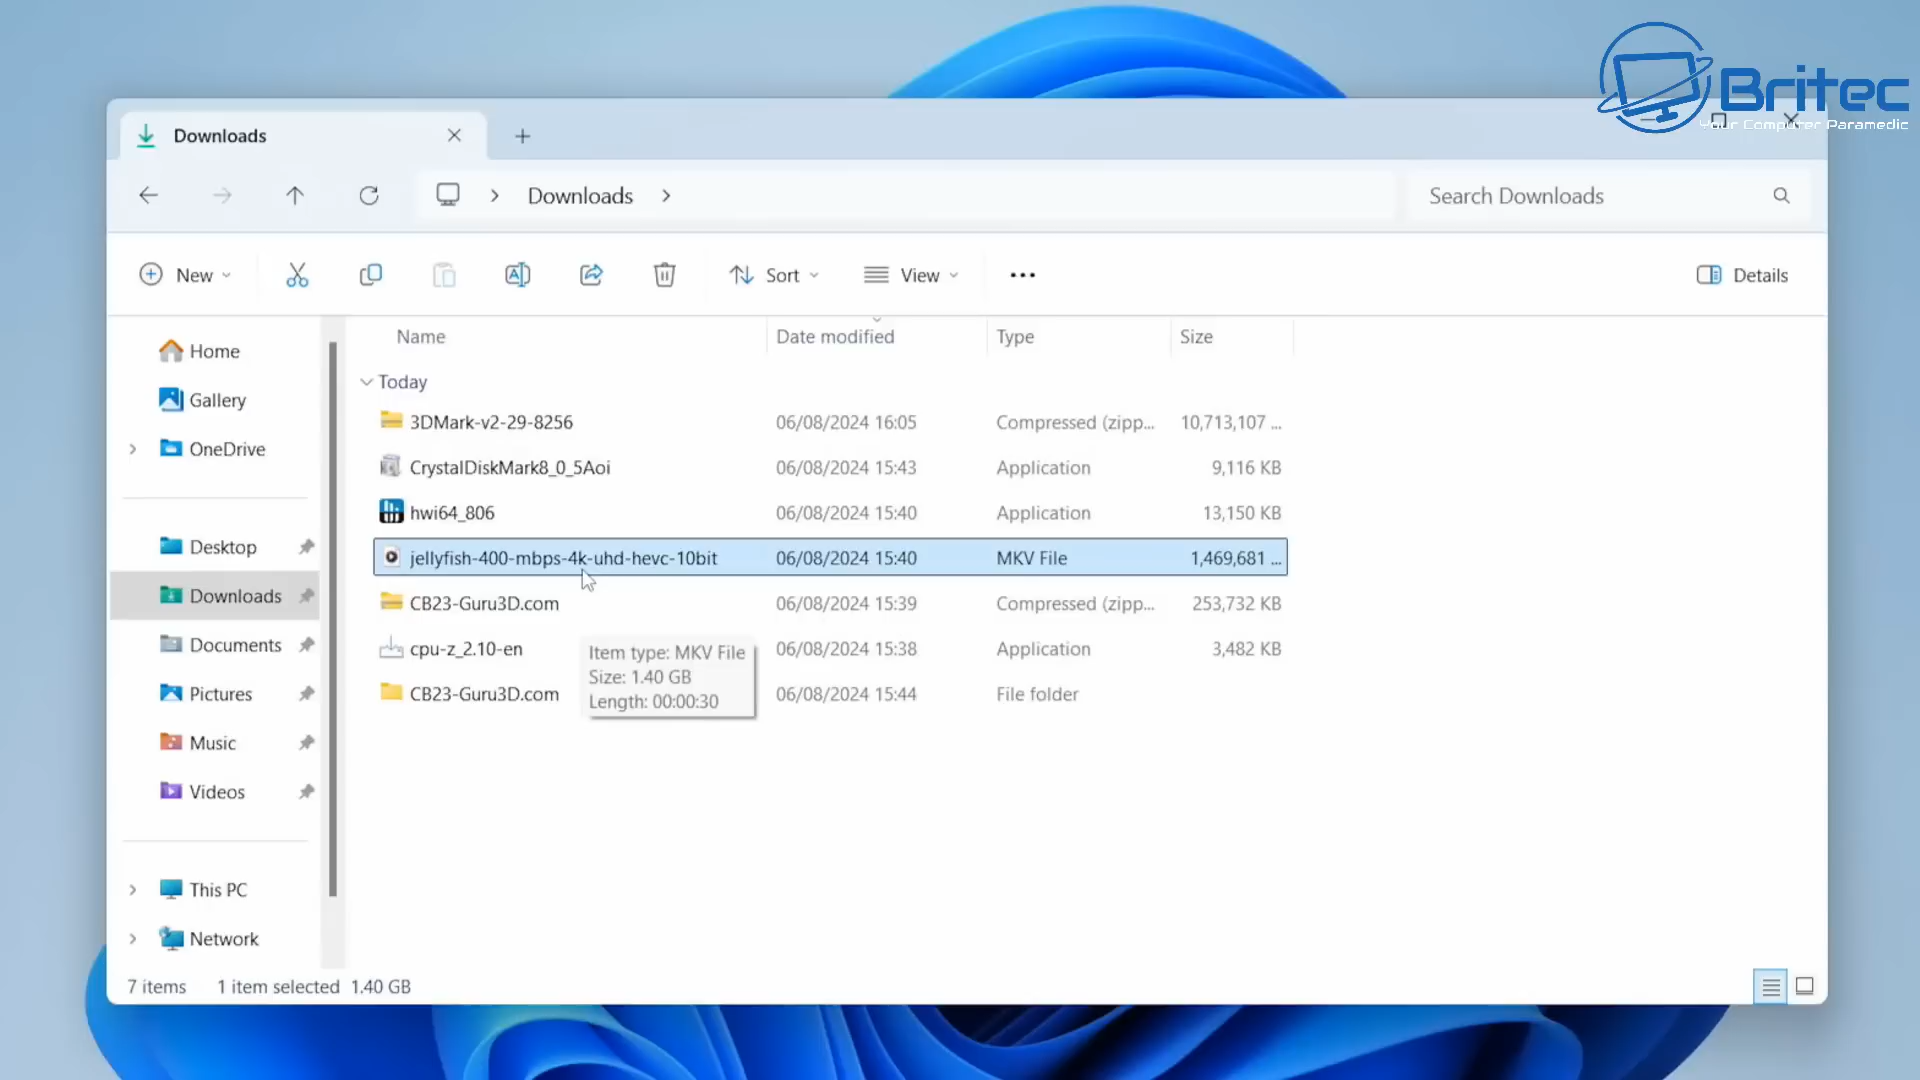 Britec
Your Computer Paramedic
Downloads
Downloads
Search Downloads
New
Sort
View
Details
Name Date modified Type Size
Today
3DMark-v2-29-8256 06/08/2024 16:05 Compressed (zipp... 10,713,107 ...
CrystalDiskMark8_0_5Aoi 06/08/2024 15:43 Application 9,116 KB
hwi64_806 06/08/2024 15:40 Application 13,150 KB
jellyfish-400-mbps-4k-uhd-hevc-10bit 06/08/2024 15:40 MKV File 1,469,681 ...
CB23-Guru3D.com 06/08/2024 15:39 Compressed (zipp... 253,732 KB
cpu-z_2.10-en 06/08/2024 15:38 Application 3,482 KB
CB23-Guru3D.com 06/08/2024 15:44 File folder
Item type: MKV File
Size: 1.40 GB
Length: 00:00:30
Home
Gallery
OneDrive
Desktop
Downloads
Documents
Pictures
Music
Videos
This PC
Network
7 items 1 item selected 1.40 GB